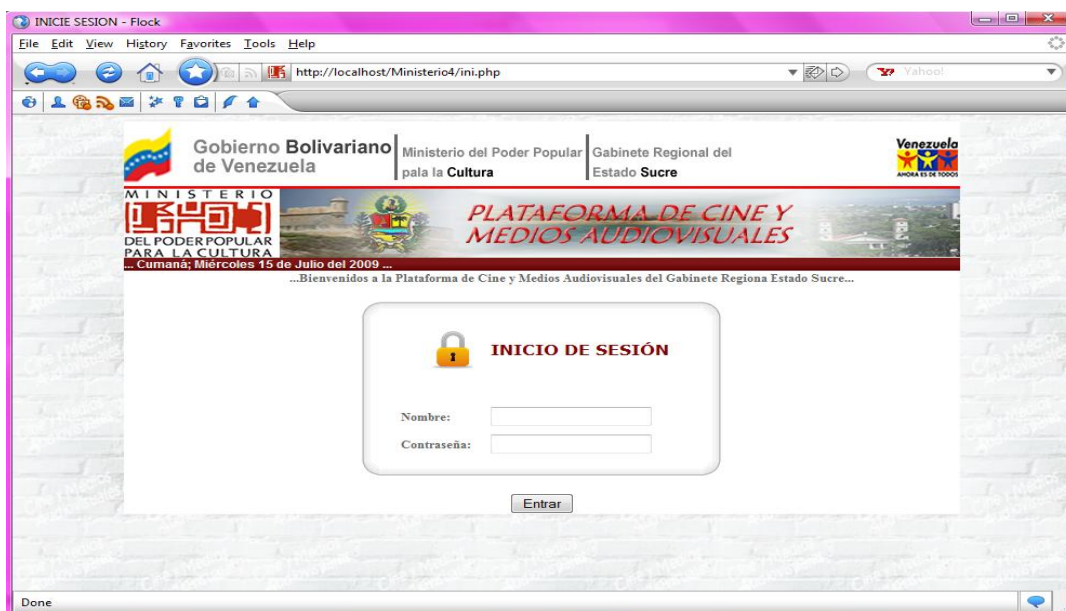 INICIE SESION - Flock
File Edit View History Favorites Tools Help
http://localhost/Ministerio4/ini.php
Yahoo!
Gobierno Bolivariano
de Venezuela
Ministerio del Poder Popular
pala la Cultura
Gabinete Regional del
Estado Sucre
Venezuela
AHORA ES DE TODOS
MINISTERIO
DEL PODER POPULAR
PARA LA CULTURA
PLATAFORMA DE CINE Y
MEDIOS AUDIOVISUALES
... Cumaná; Miércoles 15 de Julio del 2009 ...
...Bienvenidos a la Plataforma de Cine y Medios Audiovisuales del Gabinete Regiona Estado Sucre...
INICIO DE SESIÓN
Nombre:
Contraseña:
Entrar
Done